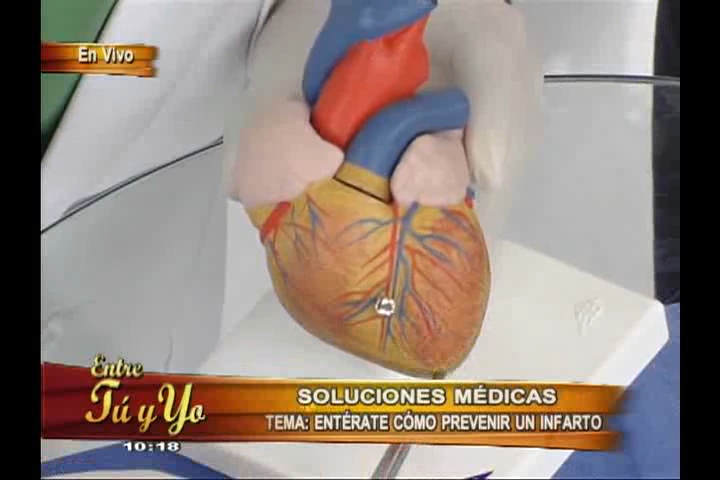 En Vivo
Entre
Tú y Yo
SOLUCIONES MÉDICAS
TEMA: ENTÉRATE CÓMO PREVENIR UN INFARTO
10:18